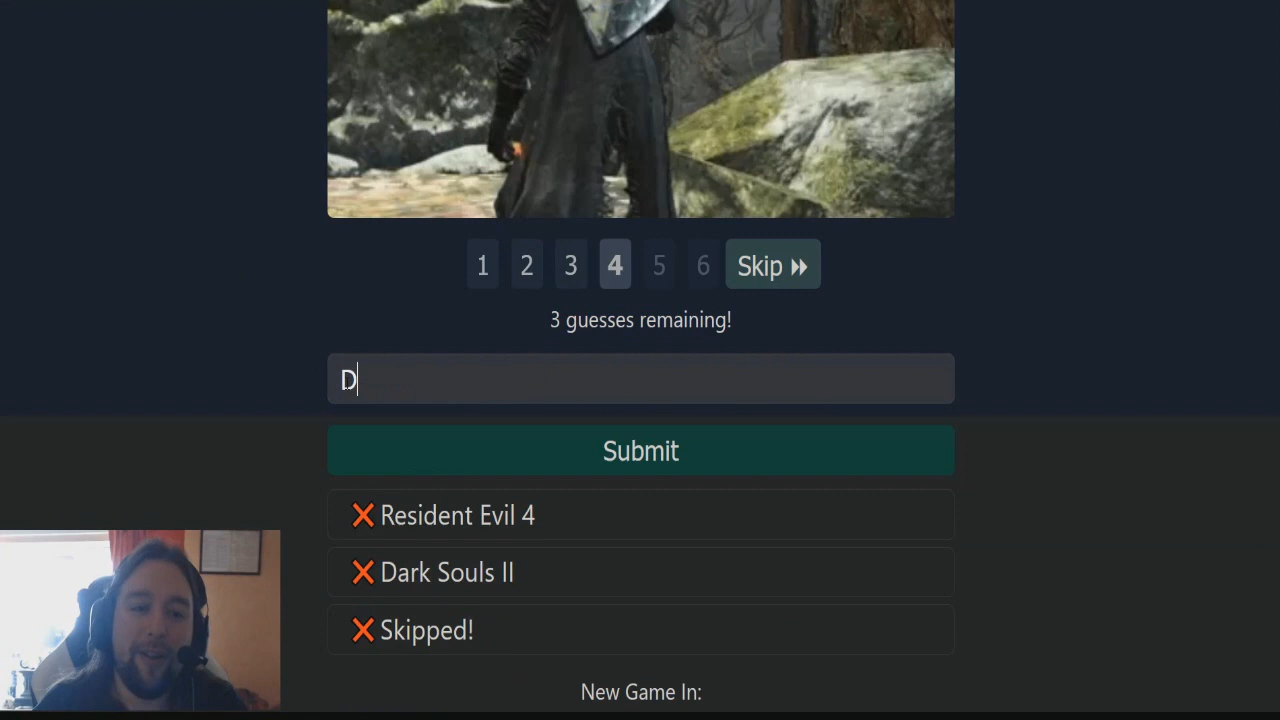 1 2 3 4 5 6 Skip
3 guesses remaining!
D
Submit
Resident Evil 4
Dark Souls II
Skipped!
New Game In: